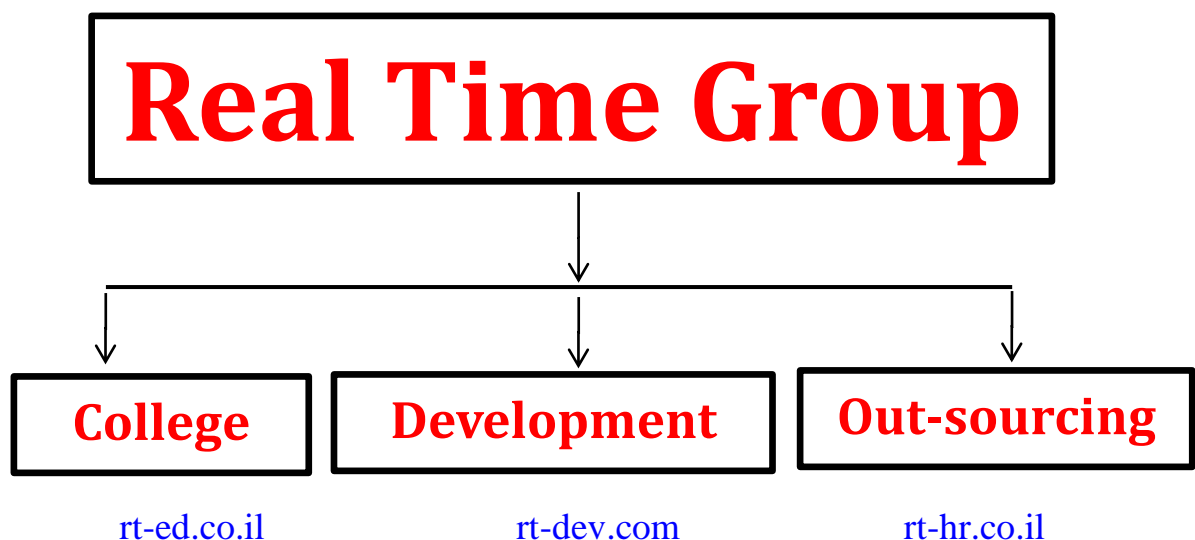 Real Time Group
College
Development
Out-sourcing
rt-ed.co.il
rt-dev.com
rt-hr.co.il